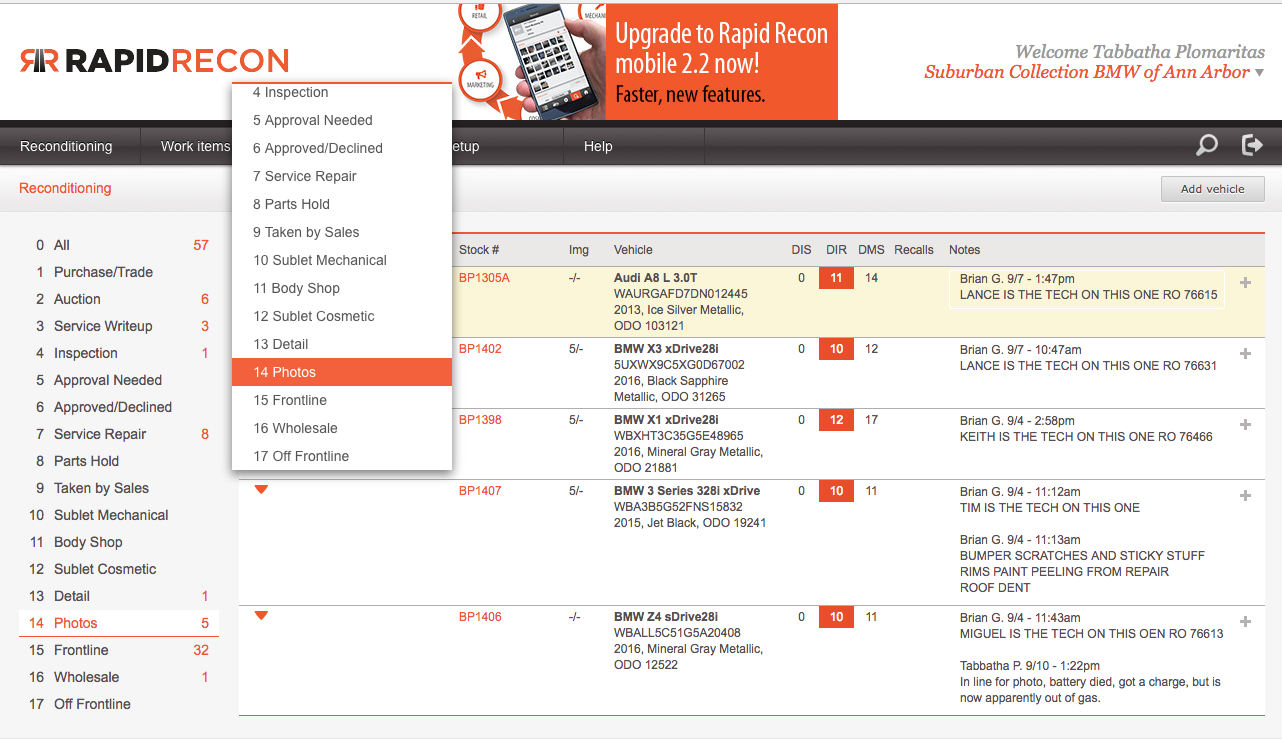 RETAIL
MECHAN
MARKETING
Upgrade to Rapid Recon
mobile 2.2 now!
Faster, new features.
RAPIDRECON
Welcome Tabbatha Plomaritas
Suburban Collection BMW of Ann Arbor
Reconditioning
Work items
etup
Help
Reconditioning
Add vehicle
4 Inspection
5 Approval Needed
6 Approved/Declined
7 Service Repair
8 Parts Hold
9 Taken by Sales
10 Sublet Mechanical
11 Body Shop
12 Sublet Cosmetic
13 Detail
14 Photos
15 Frontline
16 Wholesale
17 Off Frontline
0 All 57
1 Purchase/Trade
2 Auction 6
3 Service Writeup 3
4 Inspection 1
5 Approval Needed
6 Approved/Declined
7 Service Repair 8
8 Parts Hold
9 Taken by Sales
10 Sublet Mechanical
11 Body Shop
12 Sublet Cosmetic
13 Detail 1
14 Photos 5
15 Frontline 32
16 Wholesale 1
17 Off Frontline
Stock # Img Vehicle DIS DIR DMS Recalls Notes
BP1305A -/- Audi A8 L 3.0T 0 11 14 Brian G. 9/7 - 1:47pm
WAURGAFD7DN012445 LANCE IS THE TECH ON THIS ONE RO 76615
2013, Ice Silver Metallic,
ODO 103121
BP1402 5/- BMW X3 xDrive28i 0 10 12 Brian G. 9/7 - 10:47am
5UXWX9C5XG0D67002 LANCE IS THE TECH ON THIS ONE RO 76631
2016, Black Sapphire
Metallic, ODO 31265
BP1398 5/- BMW X1 xDrive28i 0 12 17 Brian G. 9/4 - 2:58pm
WBXHT3C35G5E48965 KEITH IS THE TECH ON THIS ONE RO 76466
2016, Mineral Gray Metallic,
ODO 21881
BP1407 5/- BMW 3 Series 328i xDrive 0 10 11 Brian G. 9/4 - 11:12am
WBA3B5G52FNS15832 TIM IS THE TECH ON THIS ONE
2015, Jet Black, ODO 19241
Brian G. 9/4 - 11:13am
BUMPER SCRATCHES AND STICKY STUFF
RIMS PAINT PEELING FROM REPAIR
ROOF DENT
BP1406 -/- BMW Z4 sDrive28i 0 10 11 Brian G. 9/4 - 11:43am
WBALL5C51G5A20408 MIGUEL IS THE TECH ON THIS OEN RO 76613
2016, Mineral Gray Metallic,
ODO 12522
Tabbatha P. 9/10 - 1:22pm
In line for photo, battery died, got a charge, but is
now apparently out of gas.